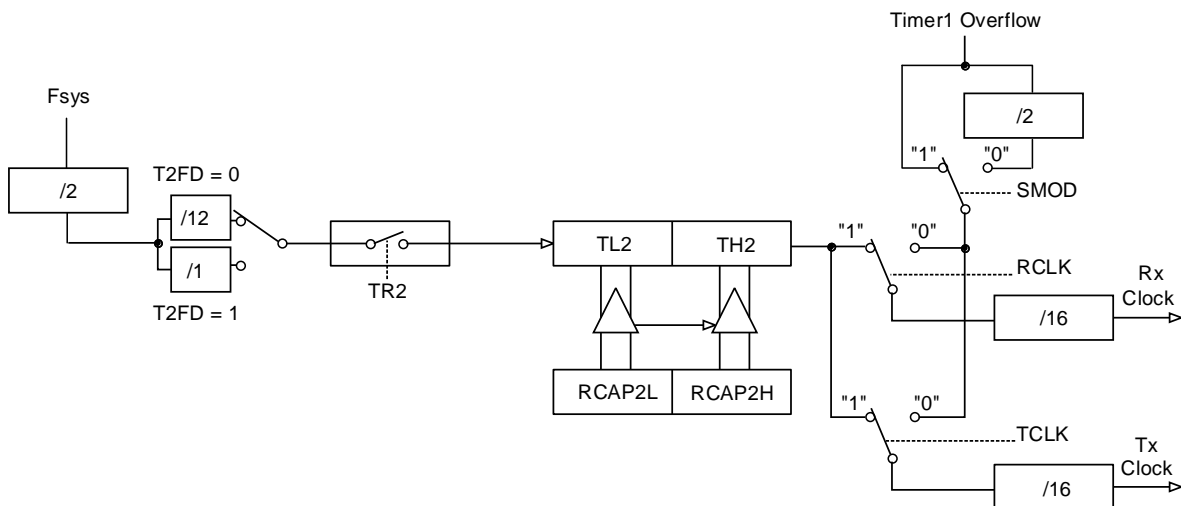 Timer1 Overflow
Fsys
/2
"1"
"0"
T2FD = 0
/2
SMOD
/12
TL2
TH2
"1"
"0"
/1
RCLK
Rx
Clock
TR2
T2FD = 1
/16
RCAP2L
RCAP2H
"1"
"0"
TCLK
Tx
Clock
/16